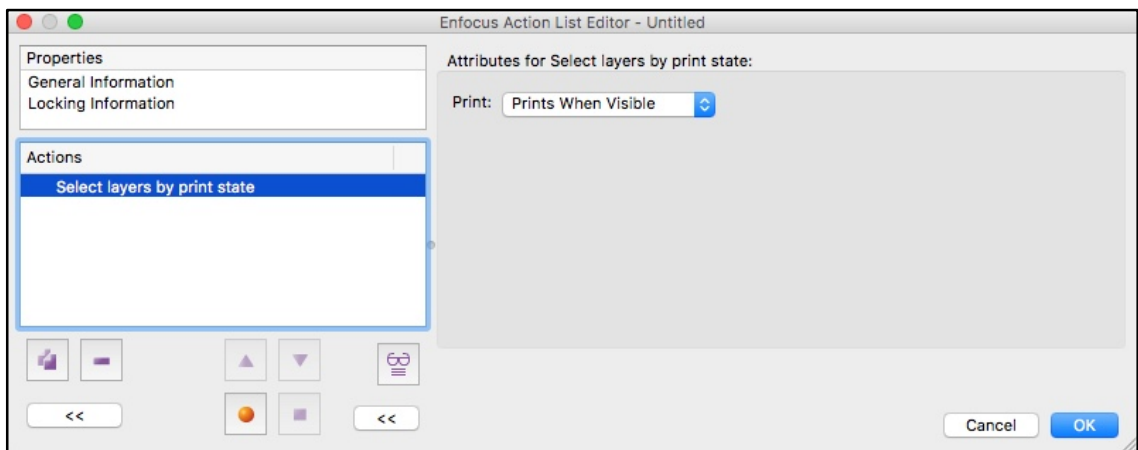 Enfocus Action List Editor - Untitled
Properties
General Information
Locking Information
Actions
Select layers by print state
<<
<<
Attributes for Select layers by print state:
Print: Prints When Visible
Cancel OK